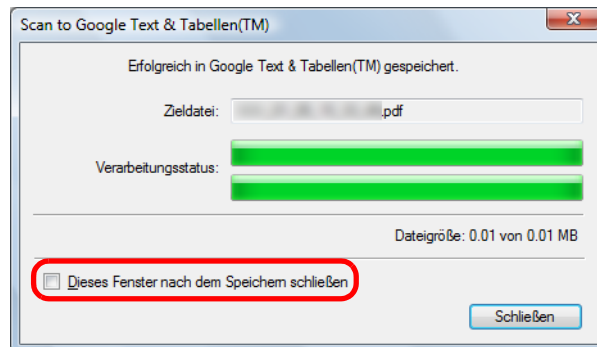 Scan to Google Text & Tabellen(TM)
Erfolgreich in Google Text & Tabellen(TM) gespeichert.
Zieldatei: .pdf
Verarbeitungsstatus:
Dateigröße: 0.01 von 0.01 MB
Dieses Fenster nach dem Speichern schließen
Schließen